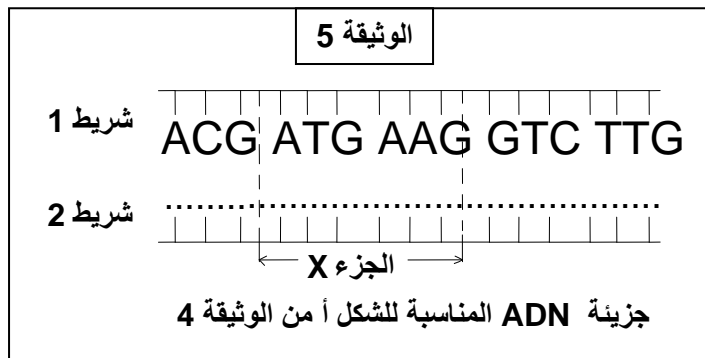 الوثيقة 5
شريط 1
ACG ATG AAG GTC TTG
شريط 2
الجزء X
جزيئة ADN المناسبة للشكل أ من الوثيقة 4